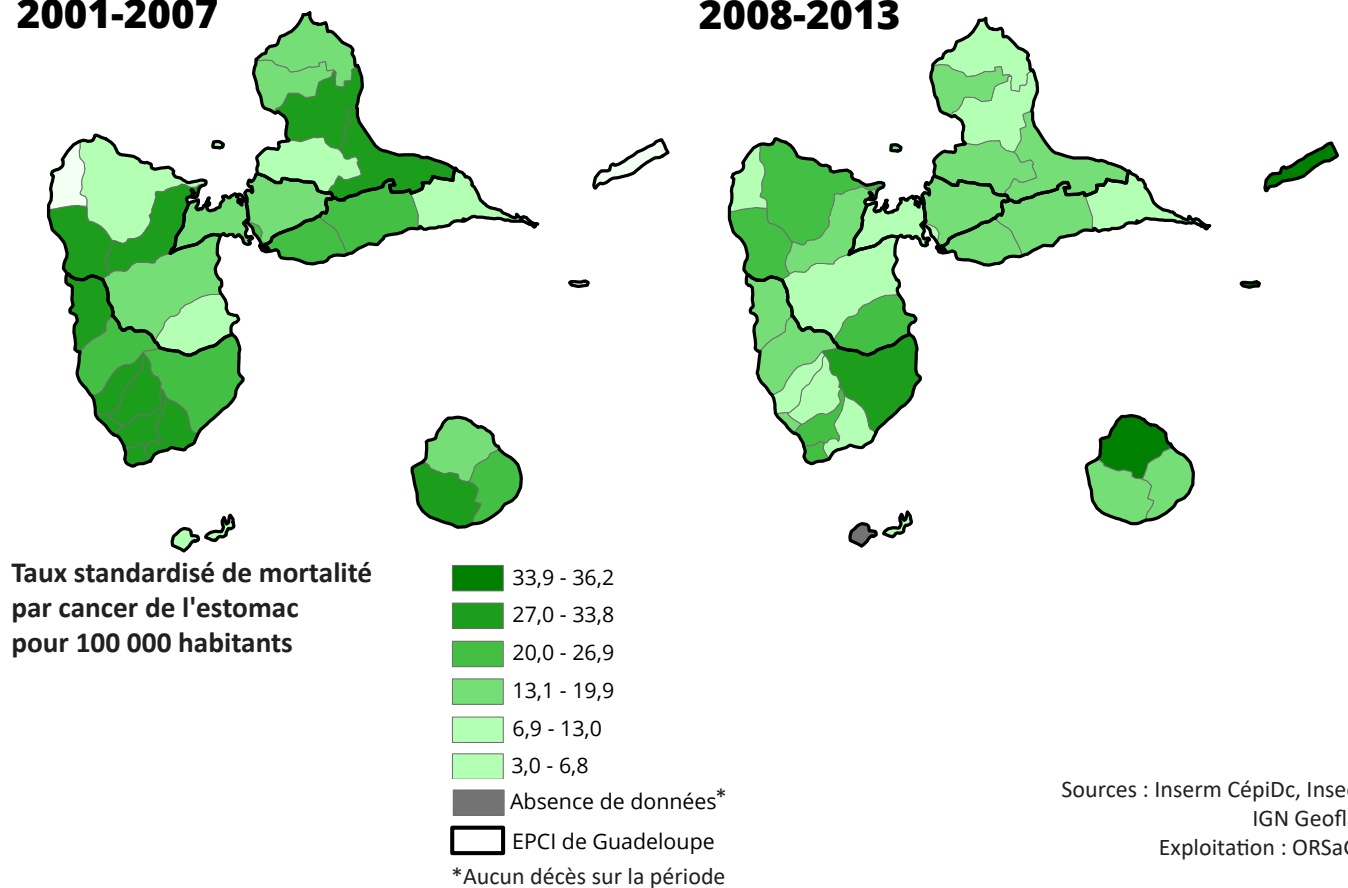 2001-2007
2008-2013
Taux standardisé de mortalité
par cancer de l'estomac
pour 100 000 habitants
33,9 - 36,2
27,0 - 33,8
20,0 - 26,9
13,1 - 19,9
6,9 - 13,0
3,0 - 6,8
Absence de données*
EPCI de Guadeloupe
*Aucun décès sur la période
Sources : Inserm CépiDc,
IGN
Exploitation :